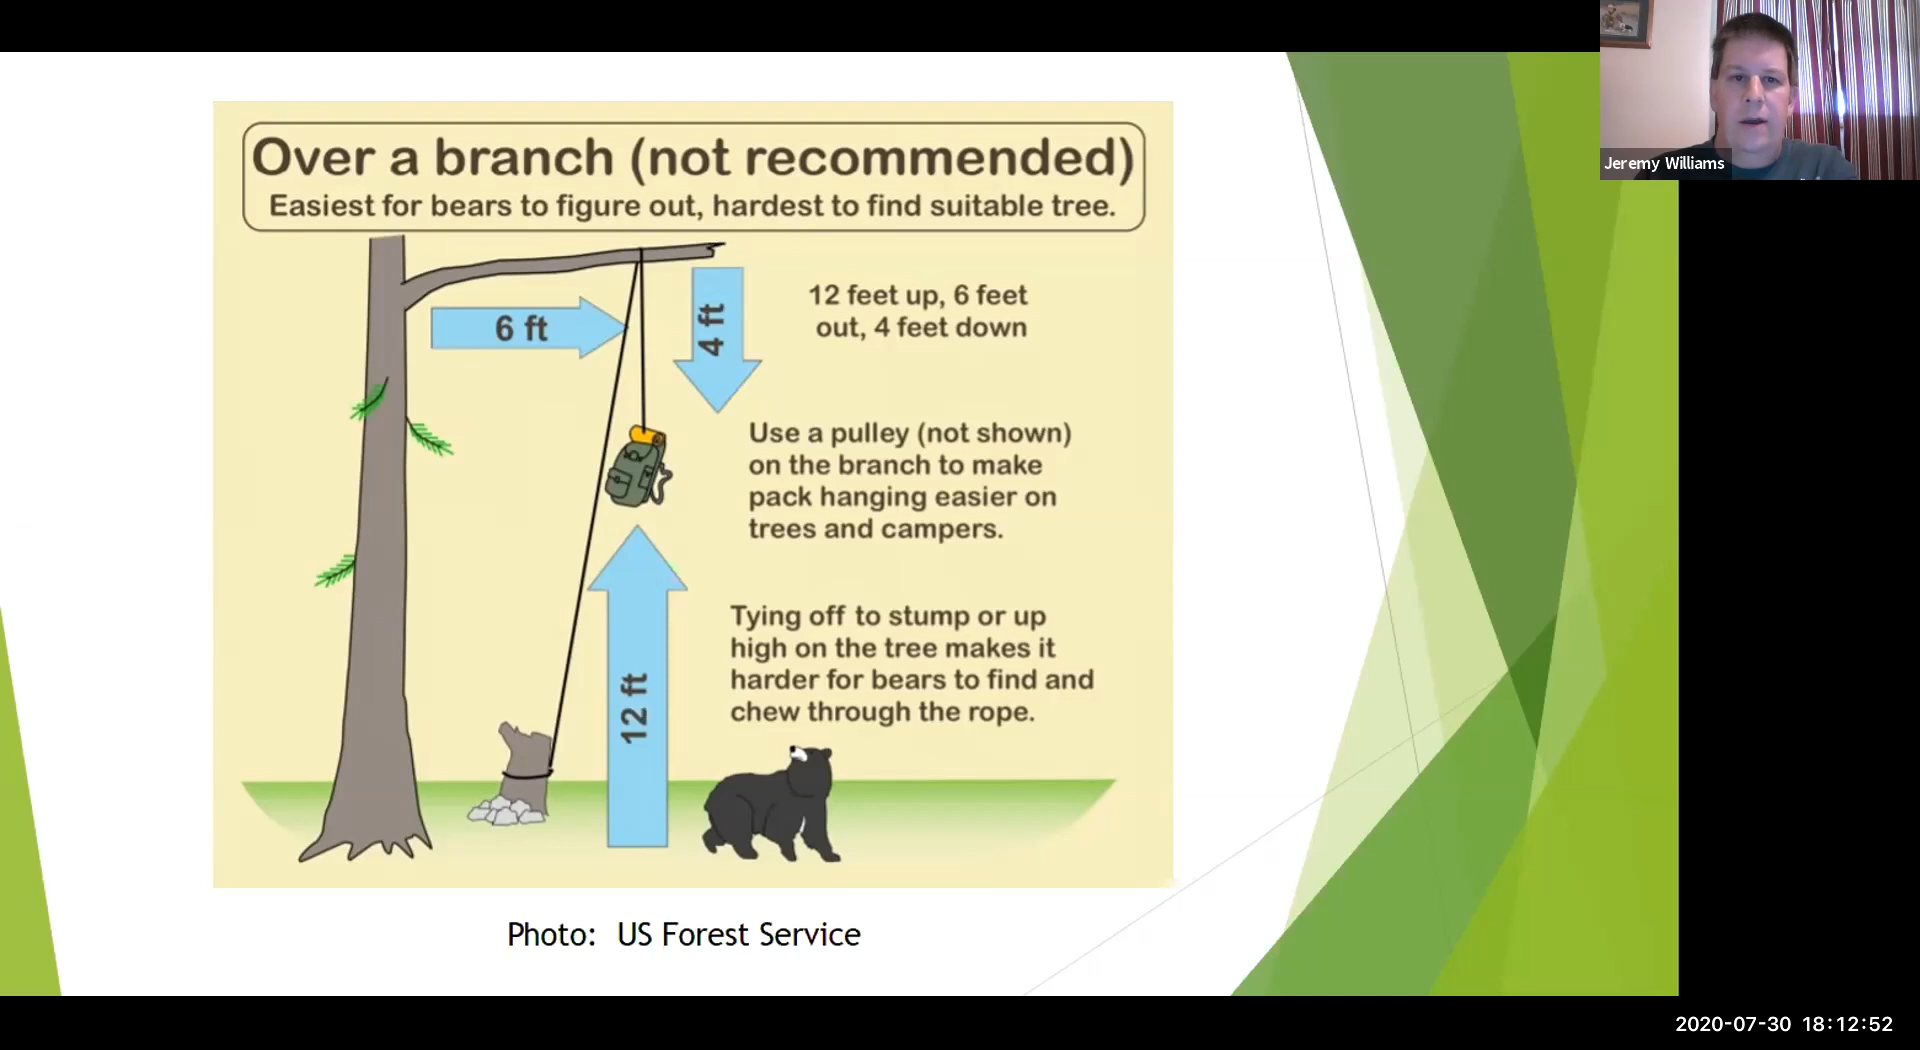 Over a branch (not recommended)
Easiest for bears to figure out, hardest to find suitable tree.
6 ft
4 ft
12 feet up, 6 feet
out, 4 feet down
Use a pulley (not shown)
on the branch to make
pack hanging easier on
trees and campers.
12 ft
Tying off to stump or up
high on the tree makes it
harder for bears to find and
chew through the rope.
Photo: US Forest Service
Jeremy Williams
2020-07-30 18:12:52